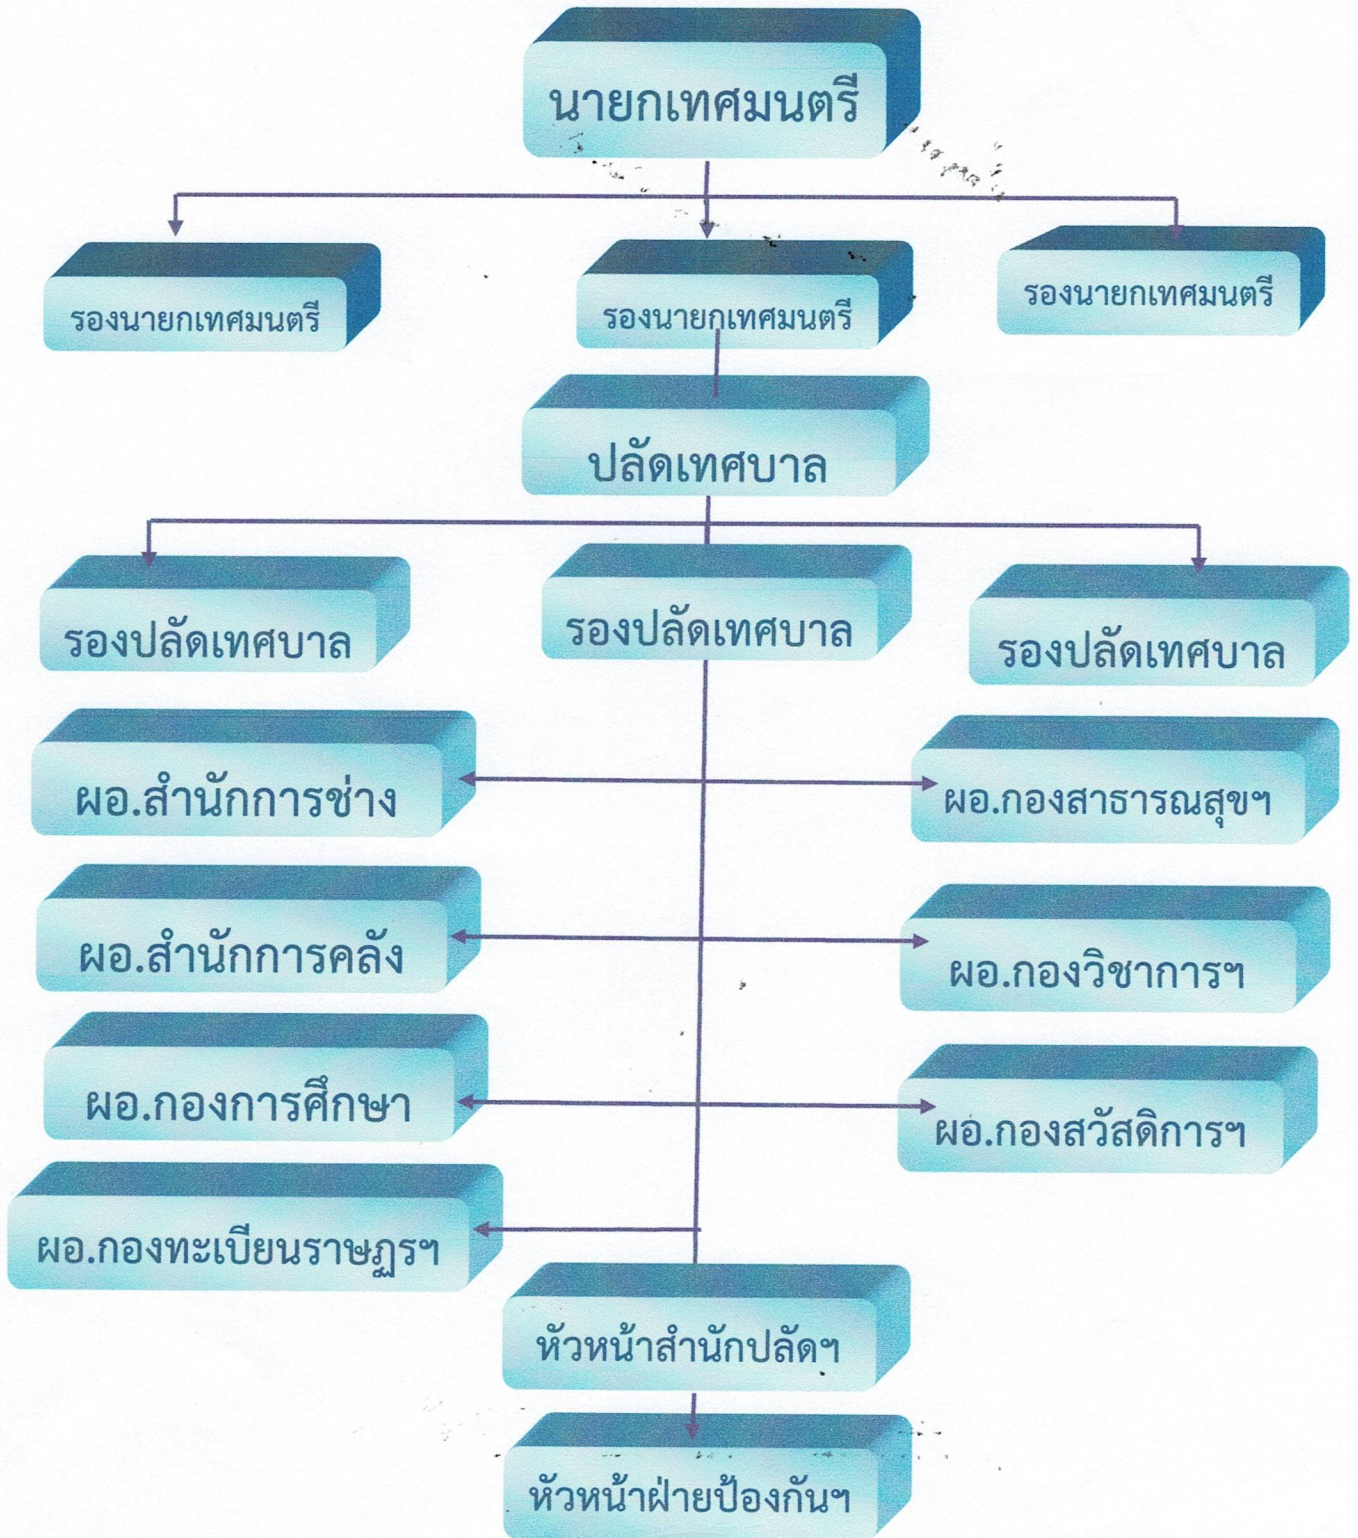 นายกเทศมนตรี
รองนายกเทศมนตรี
รองนายกเทศมนตรี
รองนายกเทศมนตรี
ปลัดเทศบาล
รองปลัดเทศบาล
รองปลัดเทศบาล
รองปลัดเทศบาล
ผอ.สำนักการช่าง
ผอ.กองสาธารณสุขฯ
ผอ.สำนักการคลัง
ผอ.กองวิชาการฯ
ผอ.กองการศึกษา
ผอ.กองสวัสดิการฯ
ผอ.กองทะเบียนราษฎรฯ
หัวหน้าสำนักปลัดฯ
หัวหน้าฝ่ายป้องกันฯ